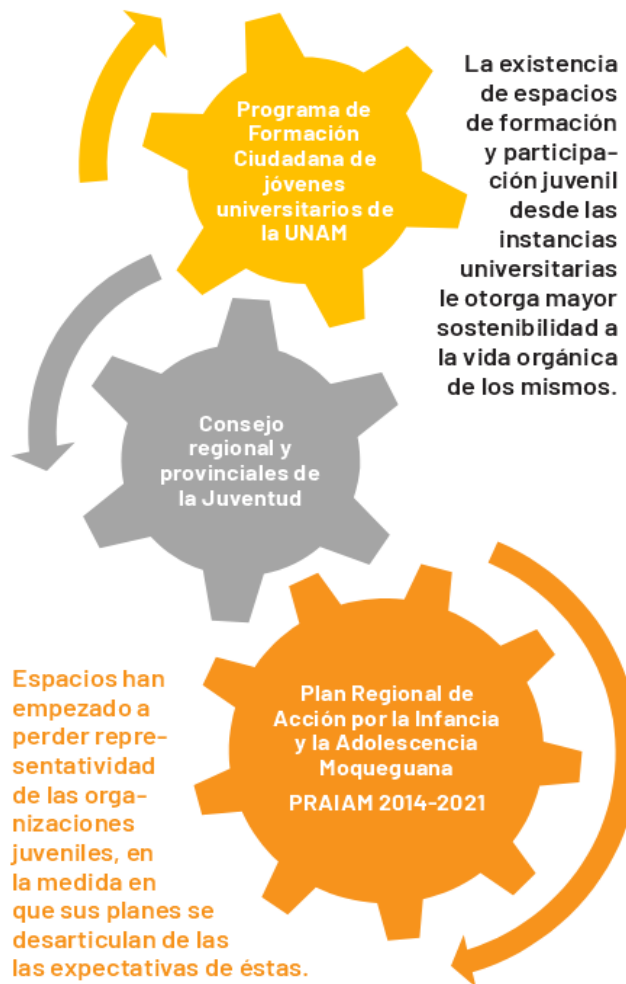 Programa de
Formación
Ciudadana de
jóvenes
universitarios de
la UNAM
La existencia
de espacios
de formación
y participa-
ción juvenil
desde las
instancias
universitarias
le otorga mayor
sostenibilidad a
la vida orgánica
de los mismos.
Consejo
regional y
provinciales de
la Juventud
Plan Regional de
Acción por la Infancia
y la Adolescencia
Moqueguana
PRAIAM 2014-2021
Espacios han
empezado a
perder repre-
sentatividad
de las orga-
nizaciones
juveniles, en
la medida en
que sus planes se
desarticulan de las
las expectativas de éstas.